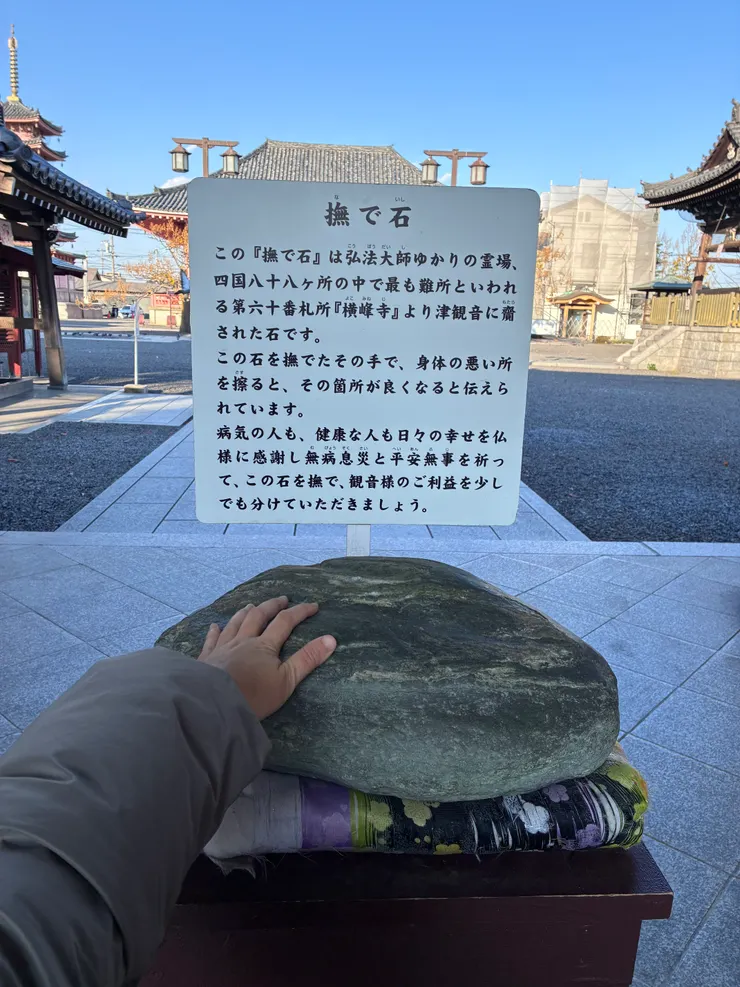 撫で石
この『撫で石』は弘法大師ゆかりの霊場、
四国八十八ヶ所の中で最も難所といわれ
る第六十番札所『横峰寺』より津観音に齎
された石です。
この石を撫でたその手で、身体の悪い所
を擦ると、その箇所が良くなると伝えら
れています。
病気の人も、健康な人も日々の幸せを仏
様に感謝し無病息災と平安無事を祈っ
て、この石を撫で、観音様のご利益を少し
でも分けていただきましょう。